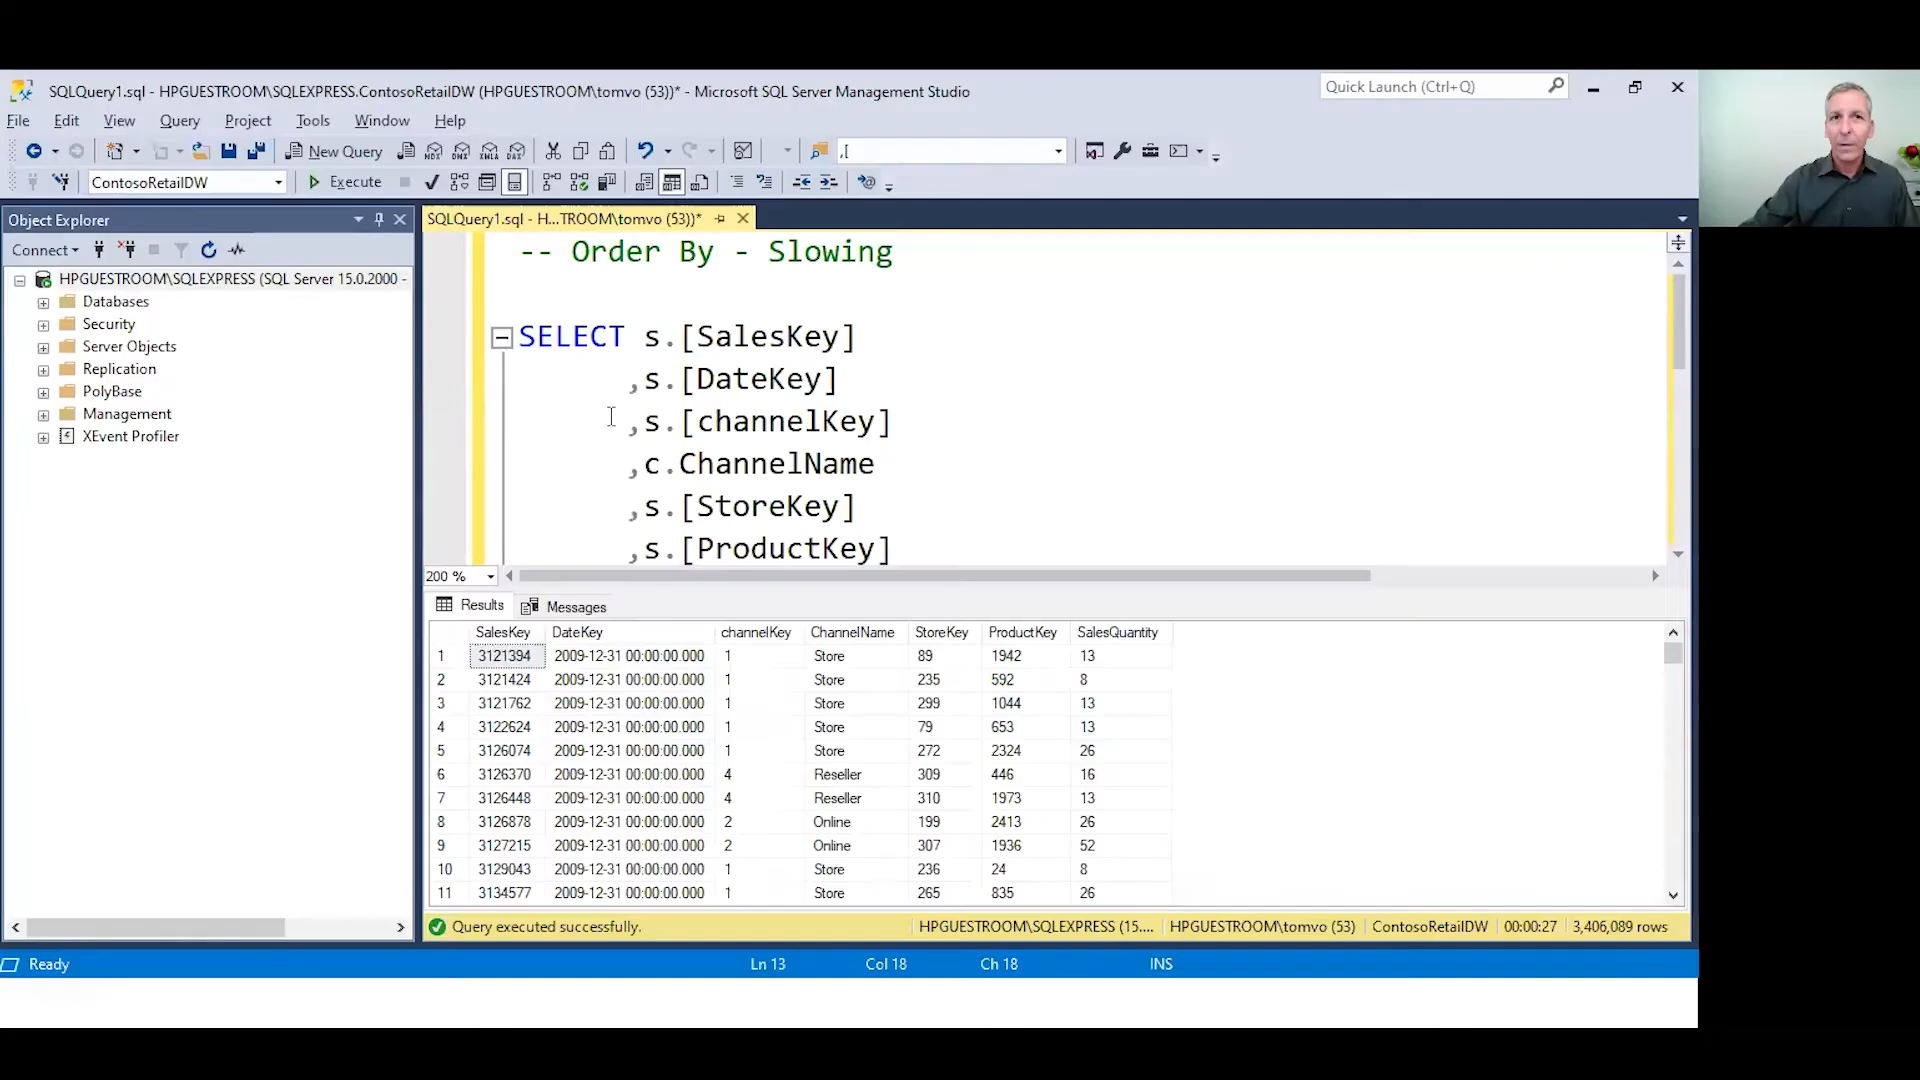 SQLQuery1.sql - HPGUESTROOM\SQLEXPRESS.ContosoRetailDW (HPGUESTROOM\tomvo (53))* - Microsoft SQL Server Management Studio
Quick Launch (Ctrl+Q)
File Edit View Query Project Tools Window Help
New Query MDX DMX XMLA DAX ,[
ContosoRetailDW Execute
Object Explorer
SQLQuery1.sql - H...TROOM\tomvo (53))*
Connect
HPGUESTROOM\SQLEXPRESS (SQL Server 15.0.2000 -
Databases
Security
Server Objects
Replication
PolyBase
Management
XEvent Profiler
-- Order By - Slowing
SELECT s.[SalesKey]
,s.[DateKey]
,s.[channelKey]
,c.ChannelName
,s.[StoreKey]
,s.[ProductKey]
200 %
Results Messages
SalesKey DateKey channelKey ChannelName StoreKey ProductKey SalesQuantity
1 3121394 2009-12-31 00:00:00.000 1 Store 89 1942 13
2 3121424 2009-12-31 00:00:00.000 1 Store 235 592 8
3 3121762 2009-12-31 00:00:00.000 1 Store 299 1044 13
4 3122624 2009-12-31 00:00:00.000 1 Store 79 653 13
5 3126074 2009-12-31 00:00:00.000 1 Store 272 2324 26
6 3126370 2009-12-31 00:00:00.000 4 Reseller 309 446 16
7 3126448 2009-12-31 00:00:00.000 4 Reseller 310 1973 13
8 3126878 2009-12-31 00:00:00.000 2 Online 199 2413 26
9 3127215 2009-12-31 00:00:00.000 2 Online 307 1936 52
10 3129043 2009-12-31 00:00:00.000 1 Store 236 24 8
11 3134577 2009-12-31 00:00:00.000 1 Store 265 835 26
Query executed successfully. HPGUESTROOM\SQLEXPRESS (15.... HPGUESTROOM\tomvo (53) ContosoRetailDW 00:00:27 3,406,089 rows
Ready Ln 13 Col 18 Ch 18 INS